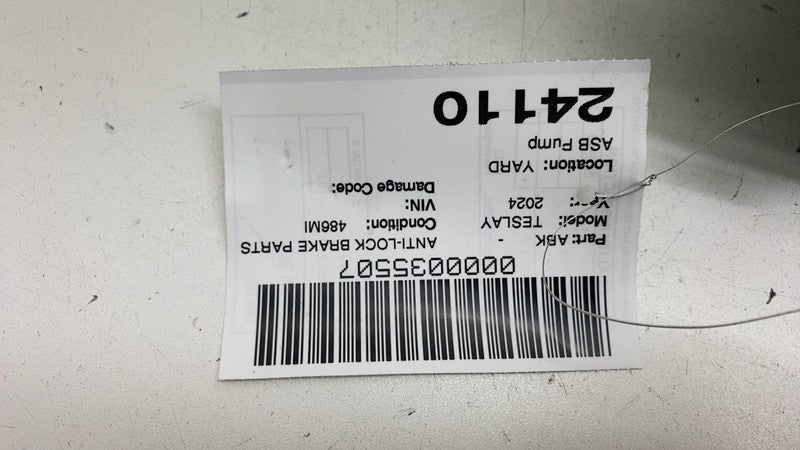 0000035507
Part: ABK - ANTI-LOCK BRAKE PARTS
Model: TESLAY Condition: 486MI
Year: 2024 VIN:
Damage Code:
Location: YARD
ASB Pump
24110